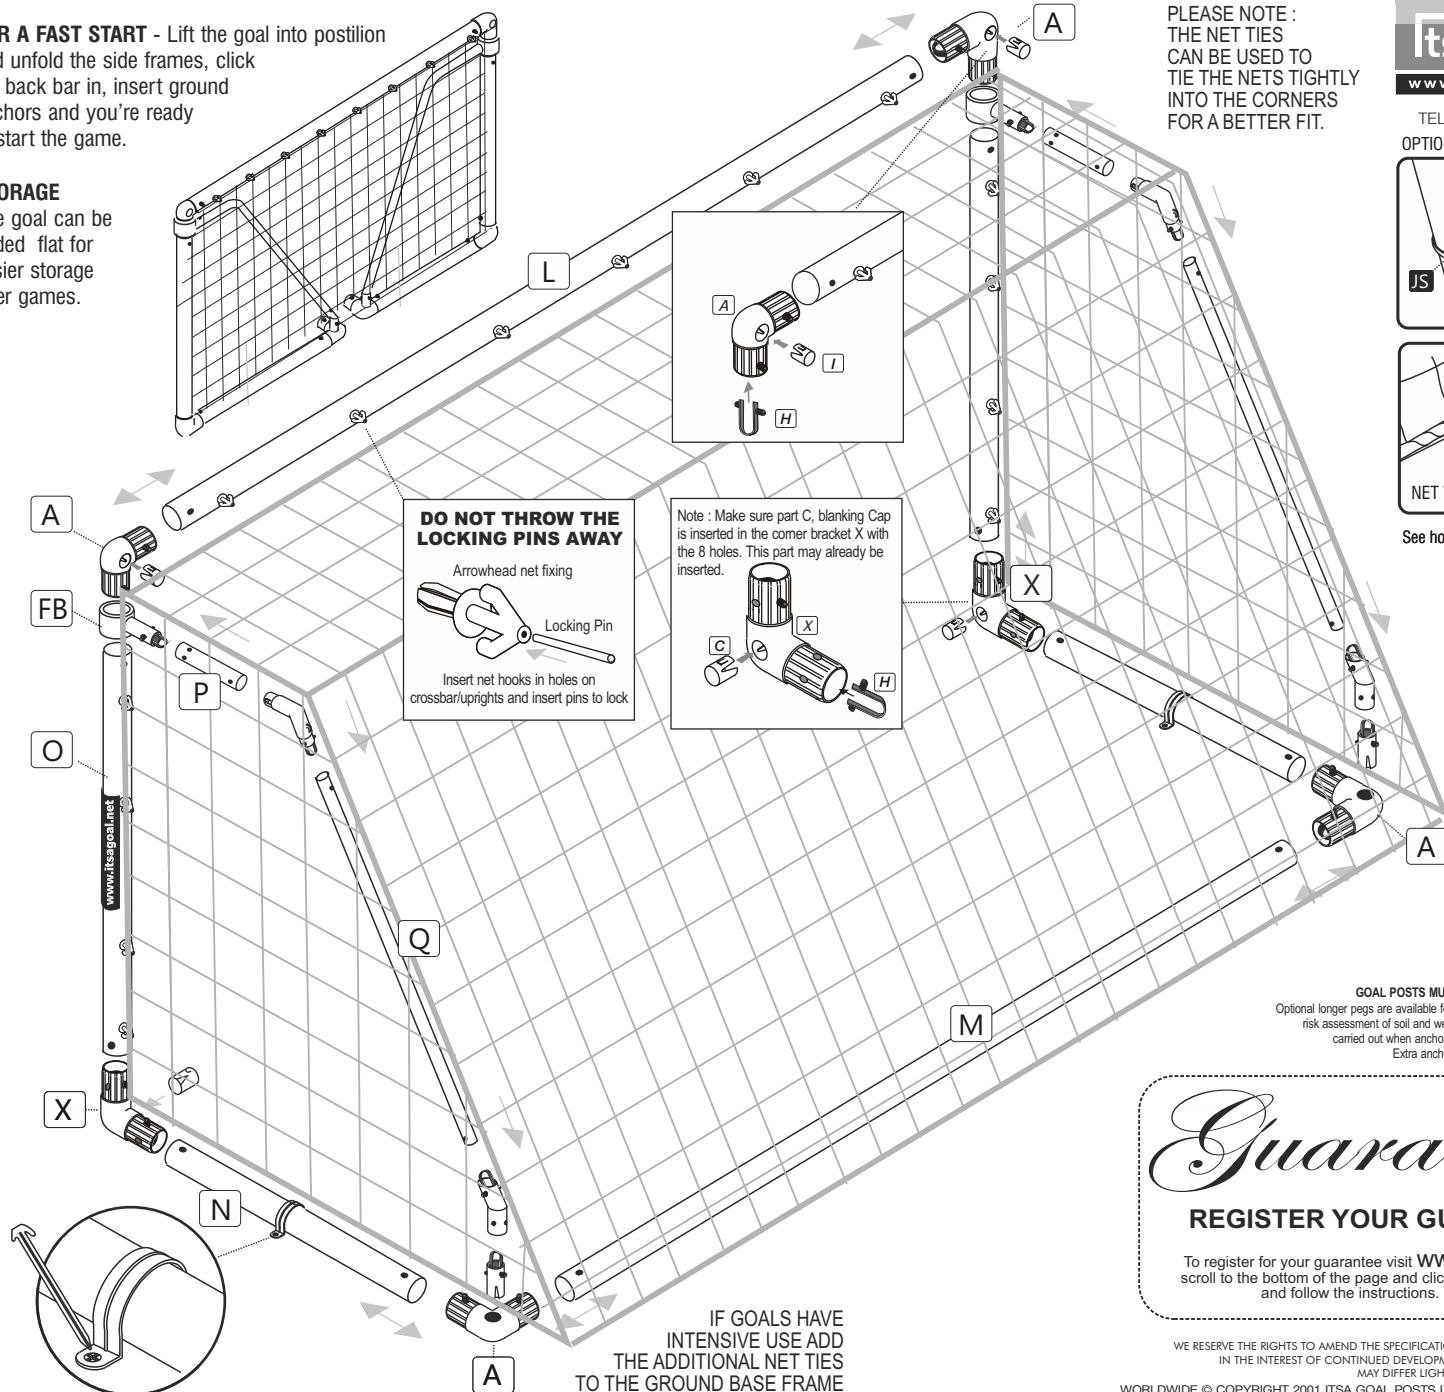 R A FAST START - Lift the goal into postilion
d unfold the side frames, click
back bar in, insert ground
chors and you're ready
start the game.
ORAGE
e goal can be
ded flat for
sier storage
er games.
PLEASE NOTE :
THE NET TIES
CAN BE USED TO
TIE THE NETS TIGHTLY
INTO THE CORNERS
FOR A BETTER FIT.
Its
www
TEL
OPTIO
JS
NET
See ho
A
L
A
I
H
A
FB
P
O
www.itsagoal.net
DO NOT THROW THE
LOCKING PINS AWAY
Arrowhead net fixing
Locking Pin
Insert net hooks in holes on
crossbar/uprights and insert pins to lock
Note : Make sure part C, blanking Cap
is inserted in the corner bracket X with
the 8 holes. This part may already be
inserted.
X
C
H
X
A
Q
M
X
N
A
IF GOALS HAVE
INTENSIVE USE ADD
THE ADDITIONAL NET TIES
TO THE GROUND BASE FRAME
GOAL POSTS MU
Optional longer pegs are available f
risk assessment of soil and we
carried out when ancho
Extra anch
Guara
REGISTER YOUR GU
To register for your guarantee visit WW
scroll to the bottom of the page and clic
and follow the instructions.
WE RESERVE THE RIGHTS TO AMEND THE SPECIFICATI
IN THE INTEREST OF CONTINUED DEVELOPM
MAY DIFFER LIGH
WORLDWIDE © COPYRIGHT 2001 ITSA GOAL POSTS